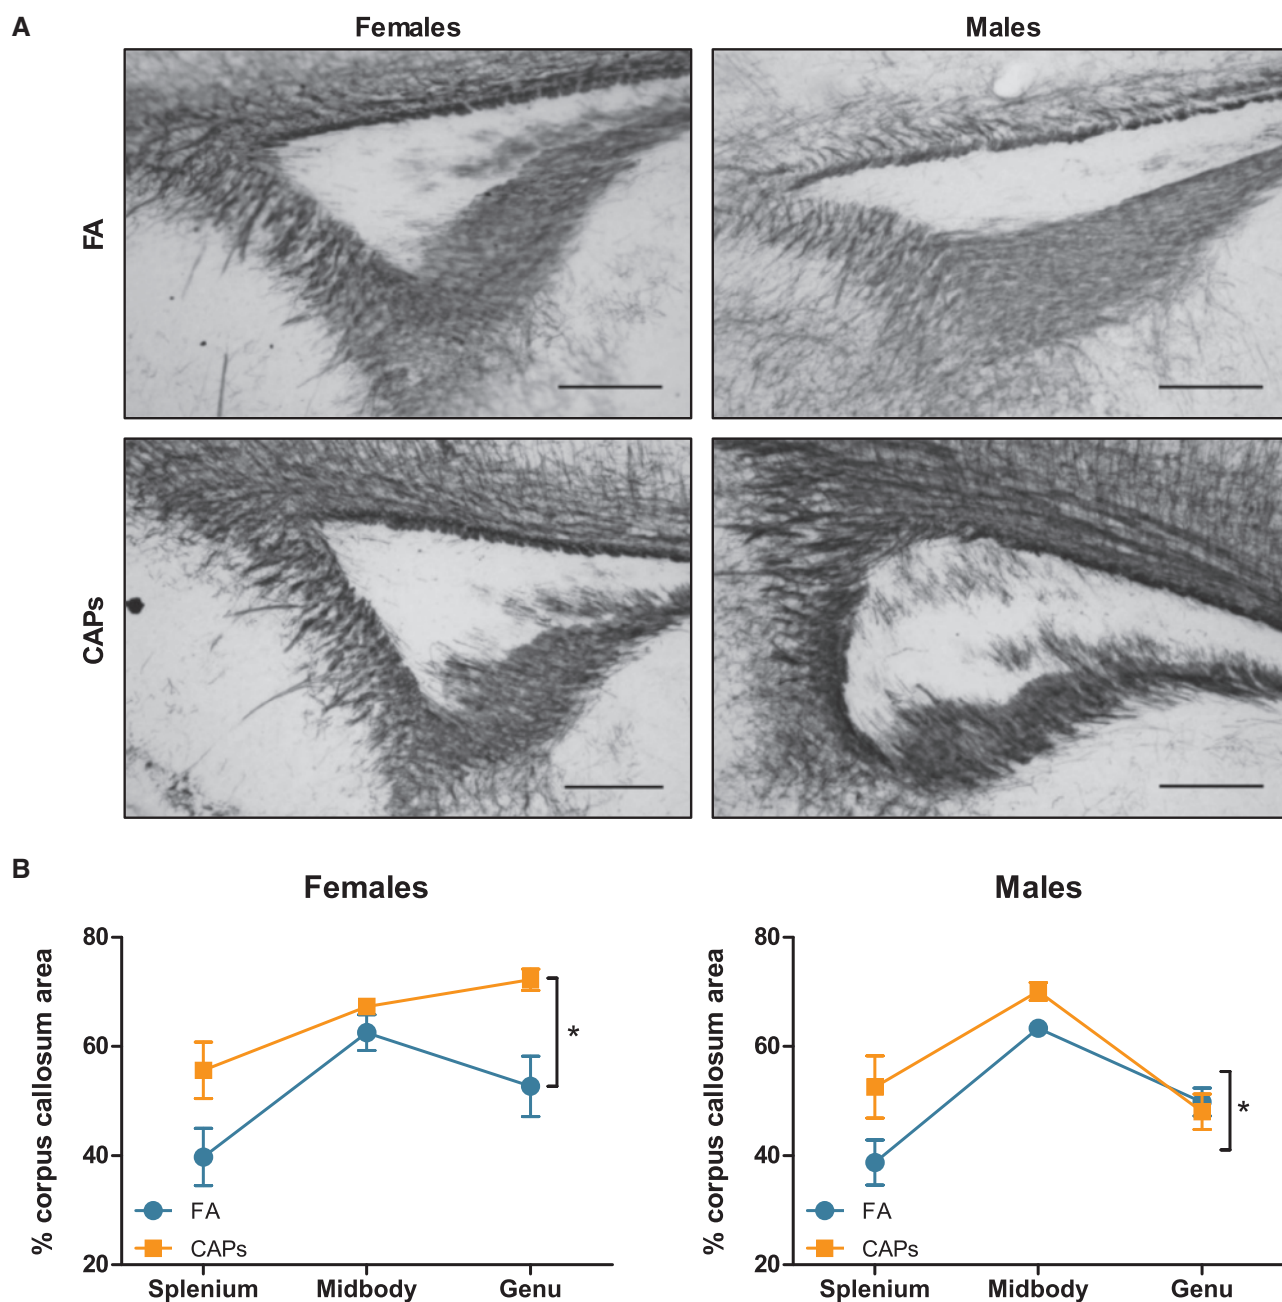 A
Females
Males
FA
CAPs
B
Females
% corpus callosum area
80
60
40
20
FA
CAPs
*
Splenium
Midbody
Genu
Males
% corpus callosum area
80
60
40
20
FA
CAPs
*
Splenium
Midbody
Genu